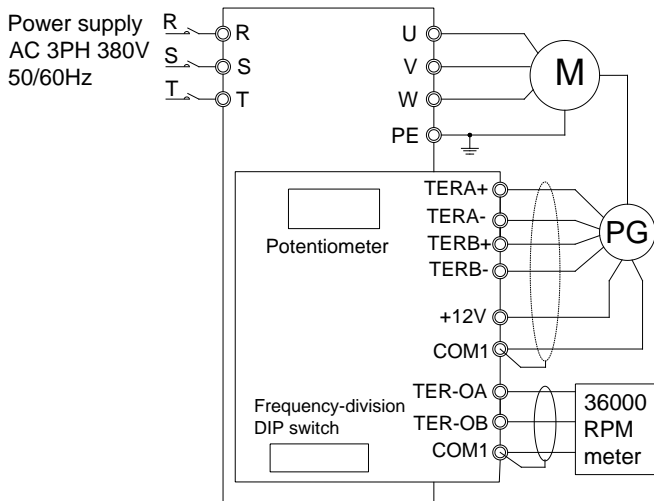 Power supply
AC 3PH 380V
50/60Hz
R
S
T
R
S
T
U
V
W
PE
M
TERA+
TERA-
TERB+
TERB-
+12V
COM1
PG
Potentiometer
Frequency-division
DIP switch
TER-OA
TER-OB
COM1
36000
RPM
meter